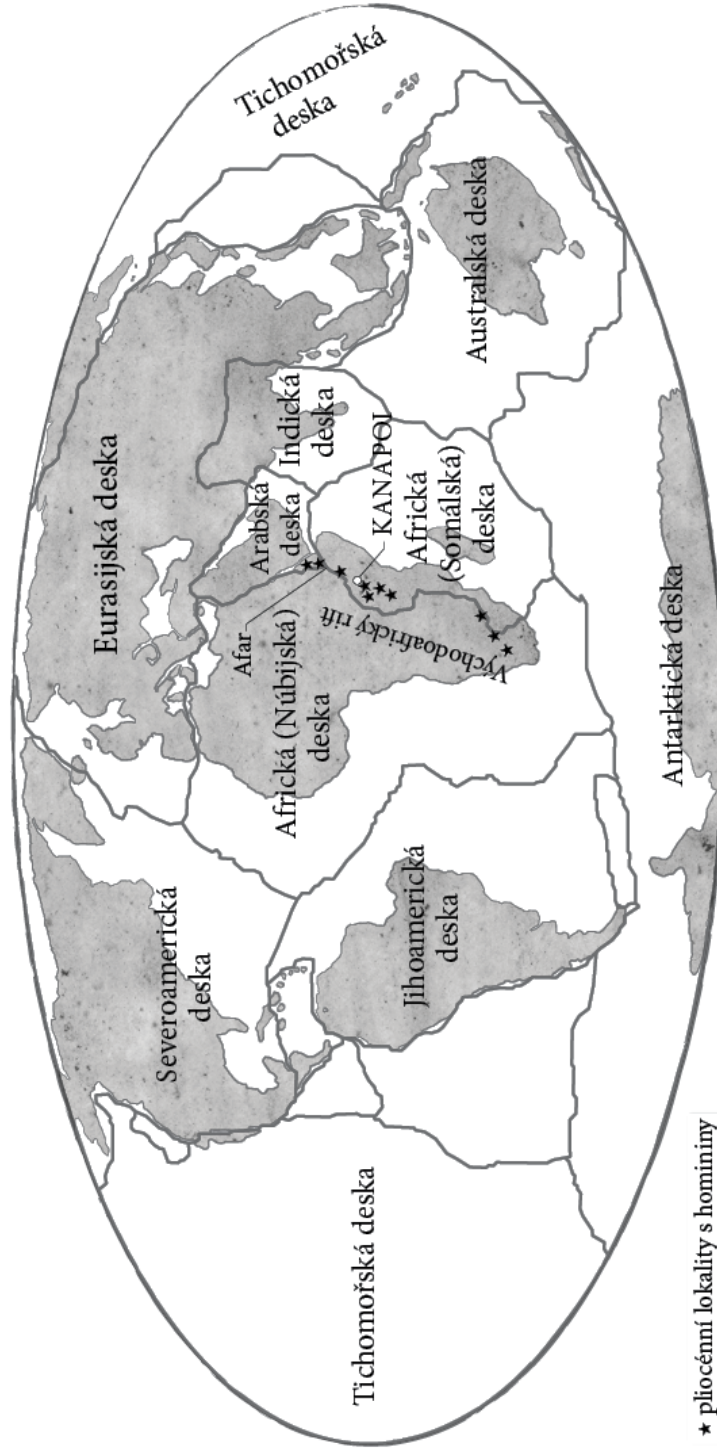 Tichomořská
deska
Eurasijská deska
Severoamerická
deska
Arabská
deska
Indická
deska
Afar
KANAPOI
Africká (Núbijská)
deska
Africká
(Somálská)
deska
Východoafrický rift
Australská deska
Jihoamerická
deska
Tichomořská deska
Antarktická deska
★ pliocénní lokality s homininy